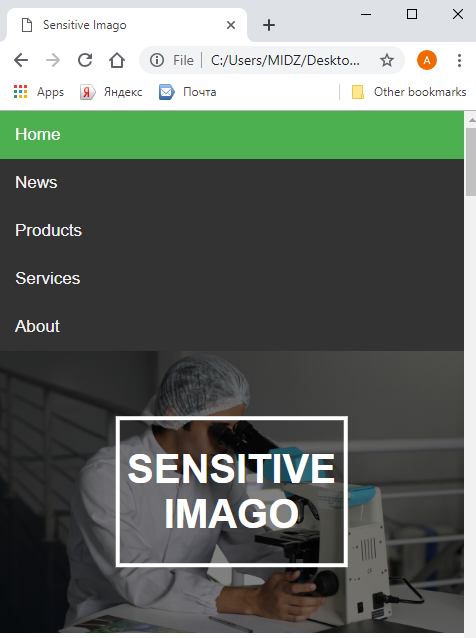 Sensitive Imago
File C:/Users/MIDZ/Deskto... A
Apps Яндекс Почта Other bookmarks
Home
News
Products
Services
About
SENSITIVE
IMAGO